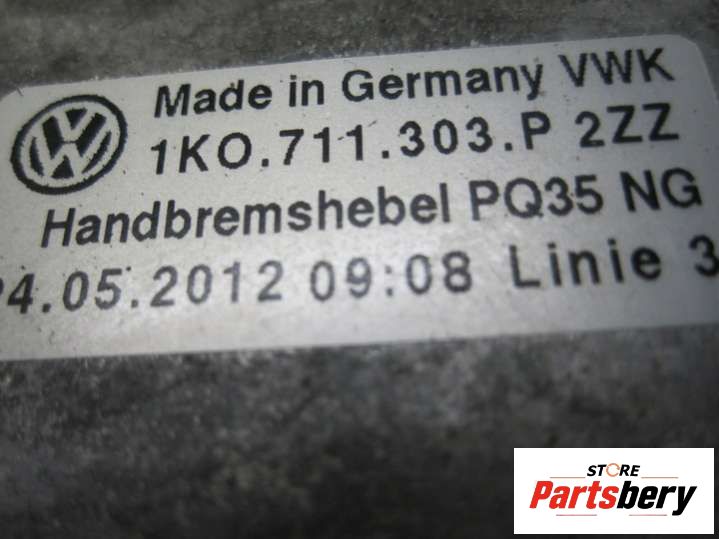 Made in Germany VWK
1KO.711.303.P 2ZZ
Handbremshebel PQ35 NG
24.05.2012 09:08 Linie 3
STORE
Partsbery